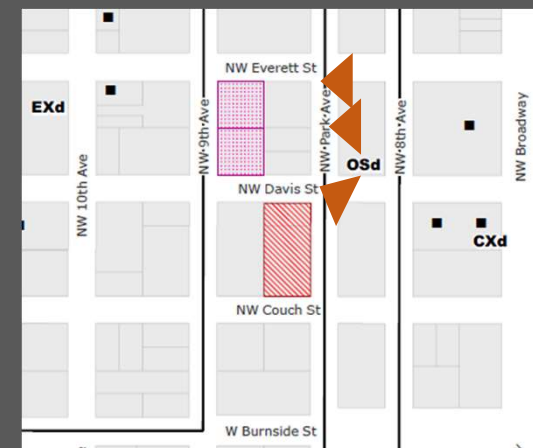 NW Everett St
EXd
NW 10th Ave
NW 9th Ave
NW Park Ave
OSd
NW 8th Ave
NW Broadway
NW Davis St
CXd
NW Couch St
W Burnside St